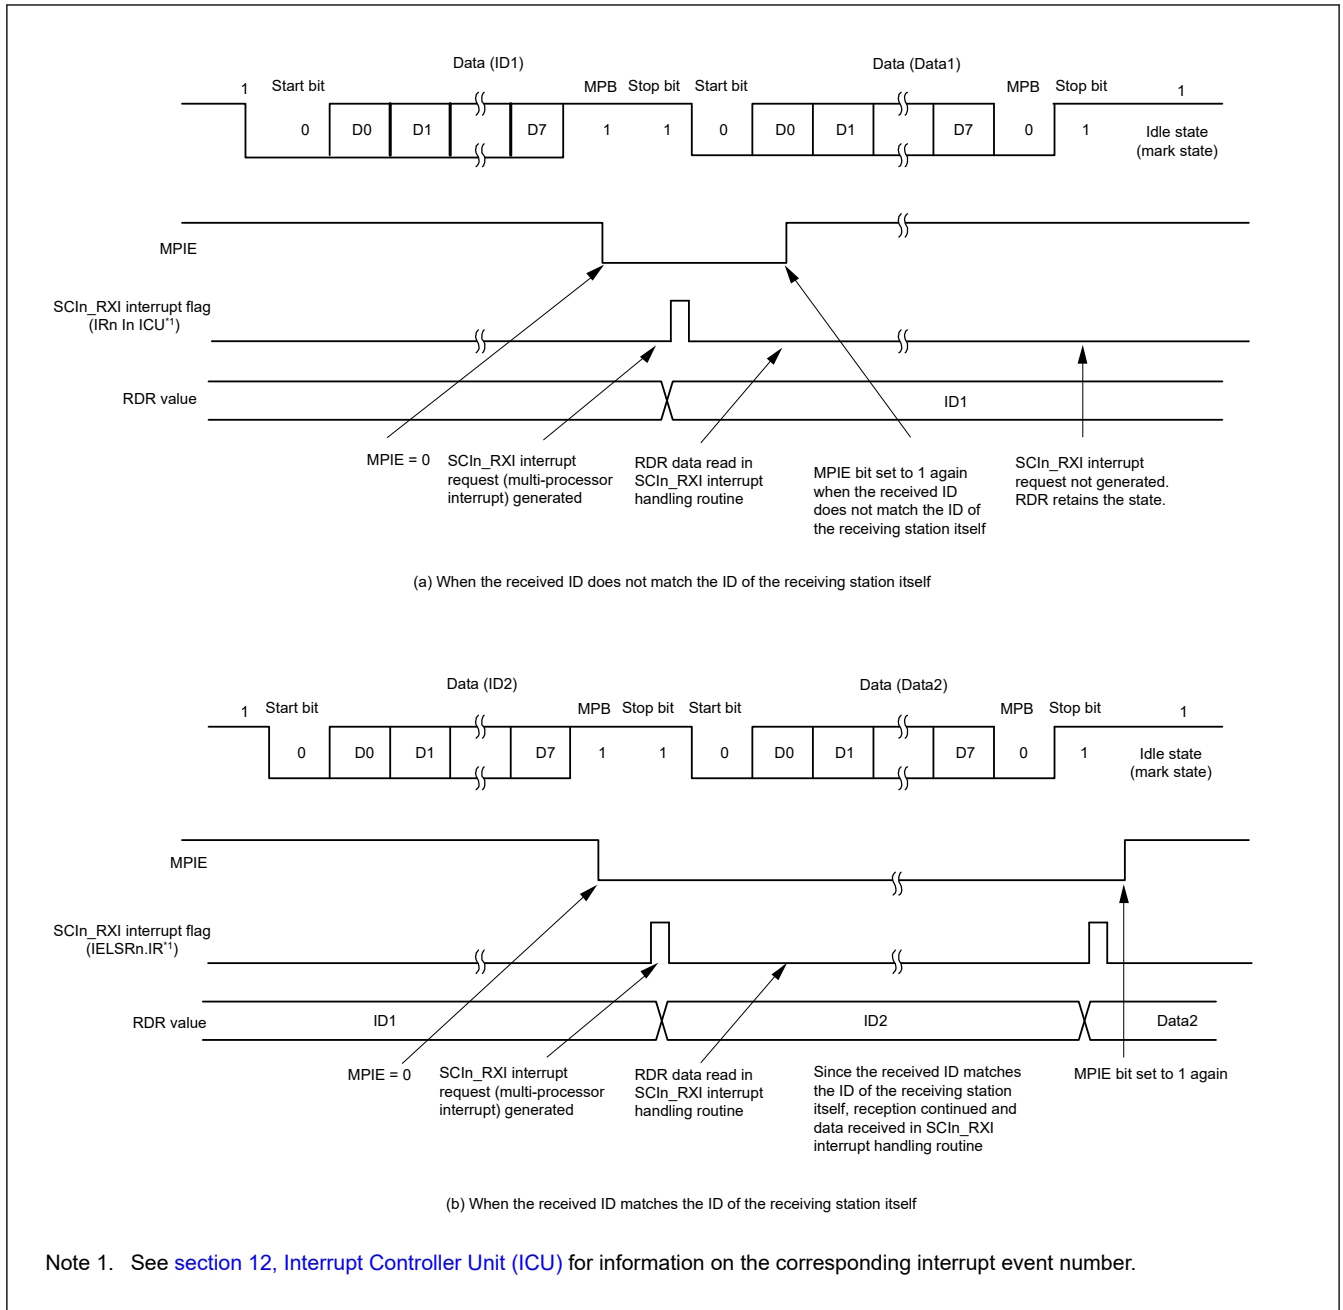 Data (ID1)
Data (Data1)
1
Start bit
MPB
Stop bit
Start bit
MPB
Stop bit
1
0
D0
D1
D7
1
1
0
D0
D1
D7
0
1
Idle state
(mark state)
MPIE
SCIn_RXI interrupt flag
(IRn In ICU*1)
RDR value
ID1
MPIE = 0
SCIn_RXI interrupt
request (multi-processor
interrupt) generated
RDR data read in
SCIn_RXI interrupt
handling routine
MPIE bit set to 1 again
when the received ID
does not match the ID of
the receiving station itself
SCIn_RXI interrupt
request not generated.
RDR retains the state.
(a) When the received ID does not match the ID of the receiving station itself
Data (ID2)
Data (Data2)
1
Start bit
MPB
Stop bit
Start bit
MPB
Stop bit
1
0
D0
D1
D7
1
1
0
D0
D1
D7
0
1
Idle state
(mark state)
MPIE
SCIn_RXI interrupt flag
(IELSRn.IR*1)
RDR value
ID1
ID2
Data2
MPIE = 0
SCIn_RXI interrupt
request (multi-processor
interrupt) generated
RDR data read in
SCIn_RXI interrupt
handling routine
Since the received ID matches
the ID of the receiving station
itself, reception continued and
data received in SCIn_RXI
interrupt handling routine
MPIE bit set to 1 again
(b) When the received ID matches the ID of the receiving station itself
Note 1. See section 12, Interrupt Controller Unit (ICU) for information on the corresponding interrupt event number.